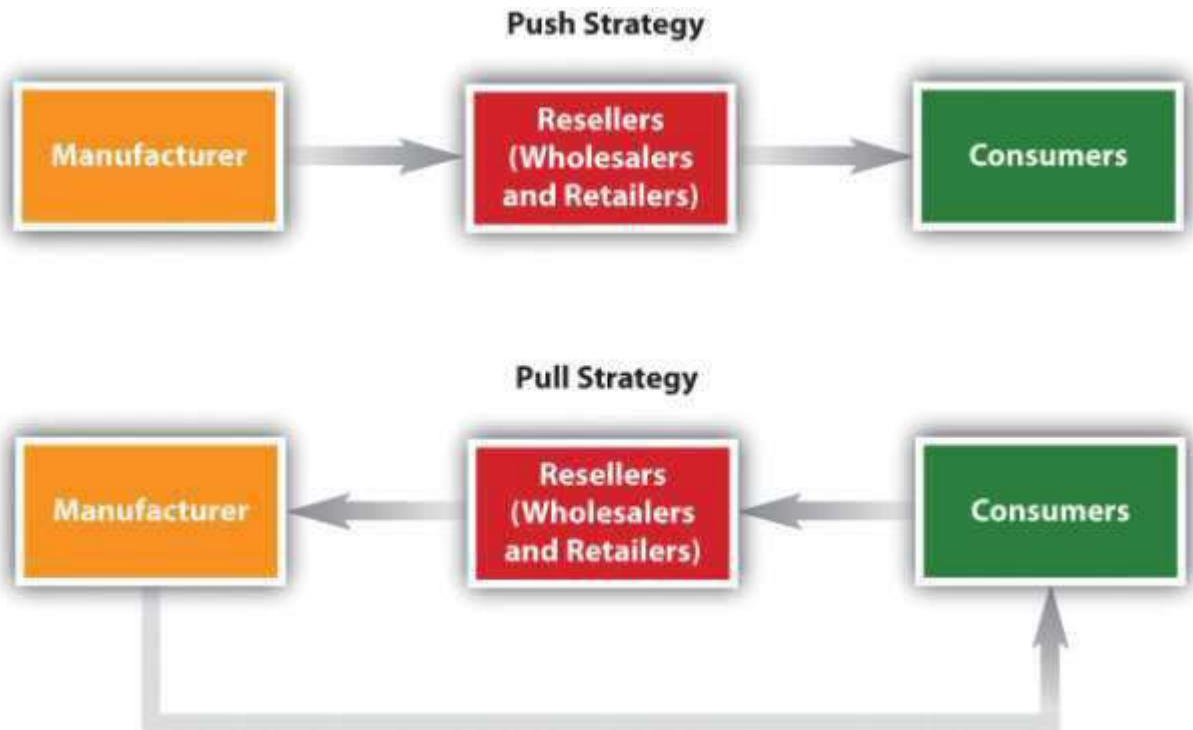 Push Strategy
Manufacturer
Resellers
(Wholesalers
and Retailers)
Consumers
Pull Strategy
Manufacturer
Resellers
(Wholesalers
and Retailers)
Consumers